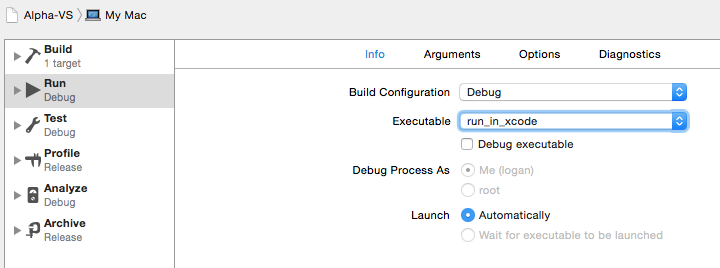 Alpha-VS
My Mac
Build
1 target
Run
Debug
Test
Debug
Profile
Release
Analyze
Debug
Archive
Release
Info Arguments Options Diagnostics
Build Configuration Debug
Executable run_in_xcode
Debug executable
Debug Process As Me (logan)
root
Launch Automatically
Wait for executable to be launched